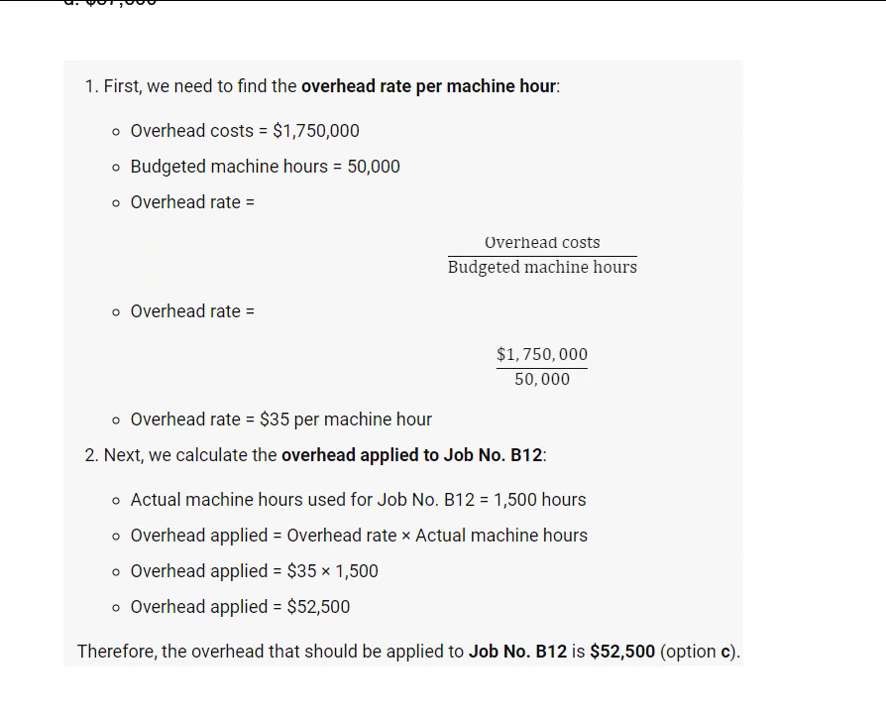 1. First, we need to find the overhead rate per machine hour:
Overhead costs = $1,750,000
Budgeted machine hours = 50,000
Overhead rate =
Overhead costs
Budgeted machine hours
Overhead rate =
$1,750,000
50,000
Overhead rate = $35 per machine hour
2. Next, we calculate the overhead applied to Job No. B12:
Actual machine hours used for Job No. B12 = 1,500 hours
Overhead applied = Overhead rate × Actual machine hours
Overhead applied = $35 × 1,500
Overhead applied = $52,500
Therefore, the overhead that should be applied to Job No. B12 is $52,500 (option c).